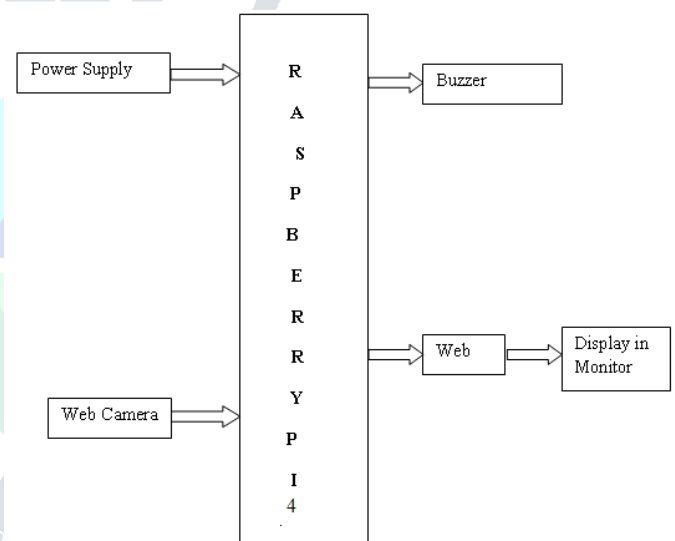 Power Supply
Web Camera
R
A
S
P
B
E
R
R
Y
P
I
4
.
Buzzer
Web
Display in
Monitor